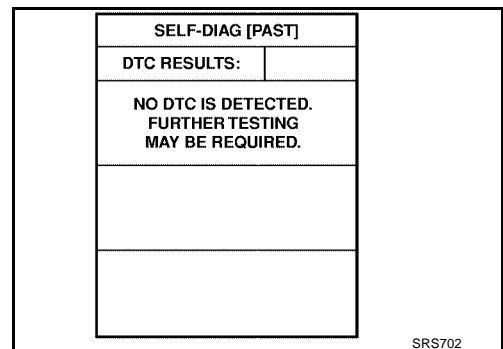 SELF-DIAG [PAST]
DTC RESULTS:
NO DTC IS DETECTED.
FURTHER TESTING
MAY BE REQUIRED.
SRS702